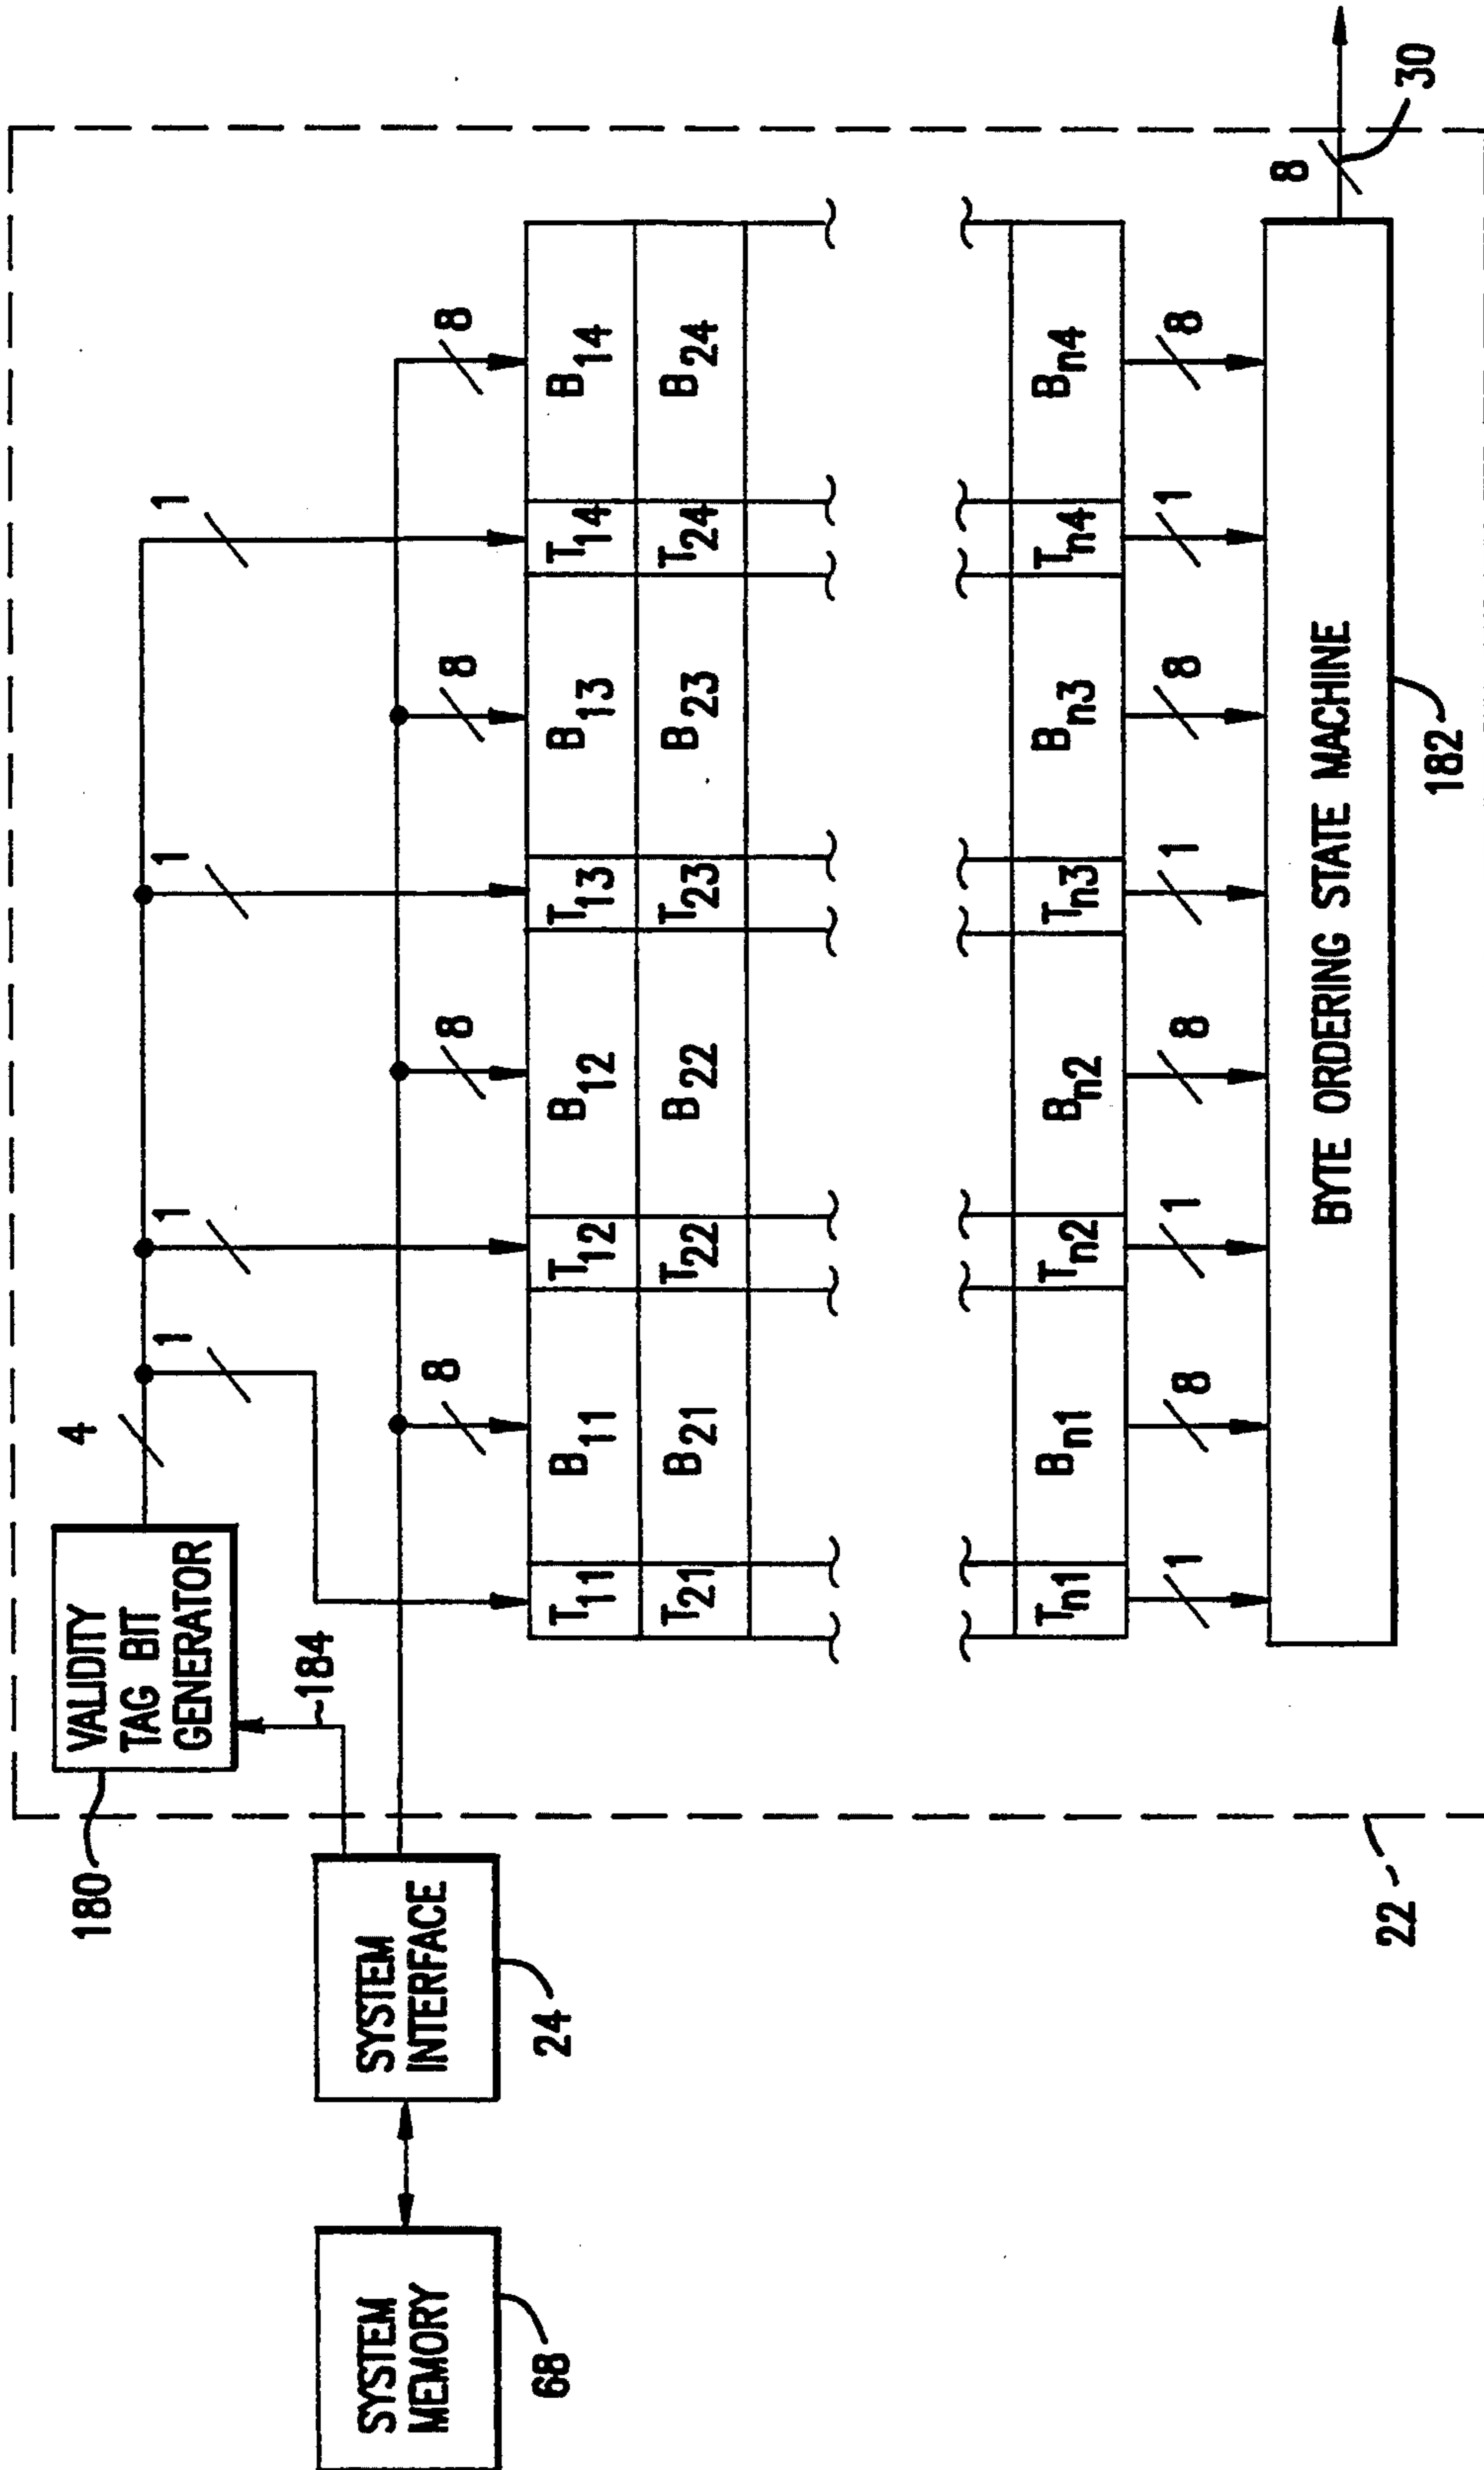 180
VALIDITY
TAG BIT
GENERATOR
4
1
1
1
1
184
SYSTEM
MEMORY
68
SYSTEM
INTERFACE
24
8
8
8
8
T11 B11 T12 B12 T13 B13 T14 B14
T21 B21 T22 B22 T23 B23 T24 B24
Tn1 Bn1 Tn2 Bn2 Tn3 Bn3 Tn4 Bn4
1 8 1 8 1 8 1 8
BYTE ORDERING STATE MACHINE
182
8
30
22